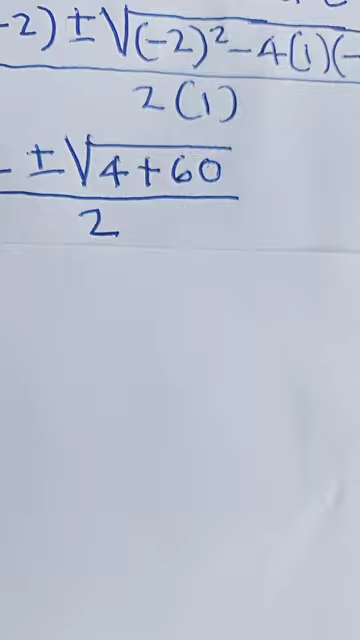 -2) ± √(-2)² - 4(1)(-
2(1)
± √4+60
2